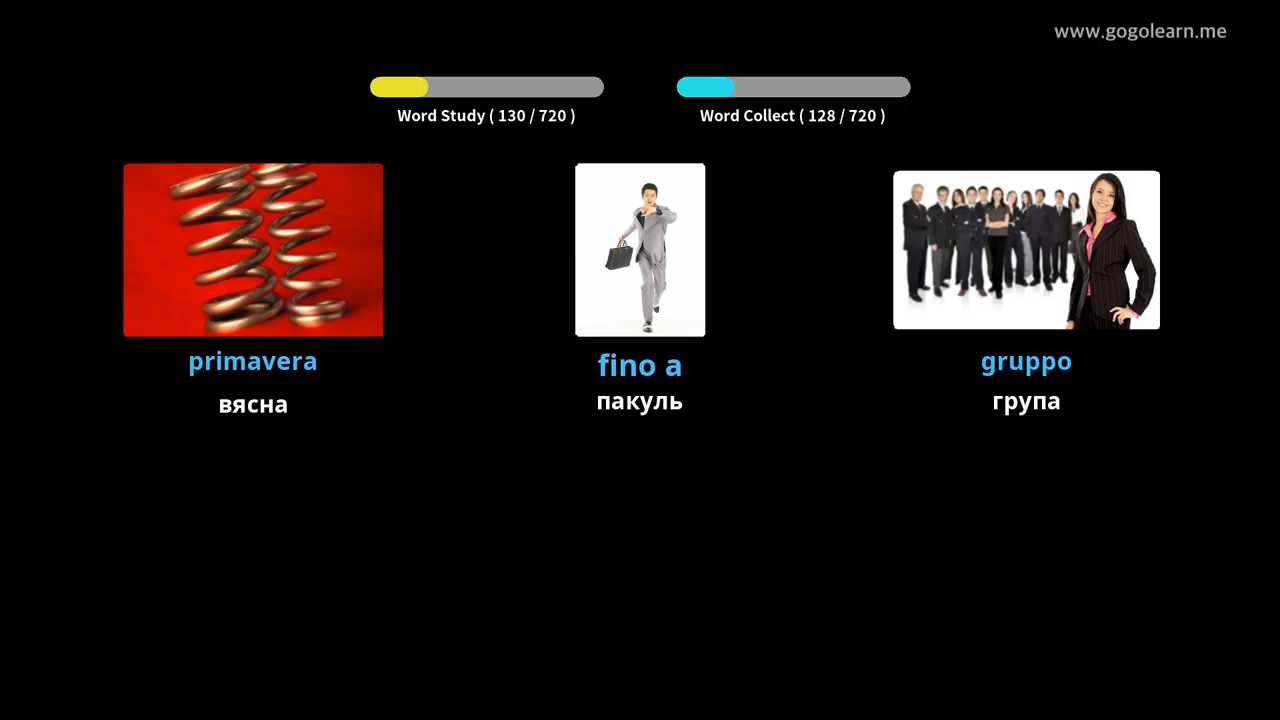 www.gogolearn.me
Word Study ( 130 / 720 )
Word Collect ( 128 / 720 )
primavera
вясна
fino a
пакуль
gruppo
група